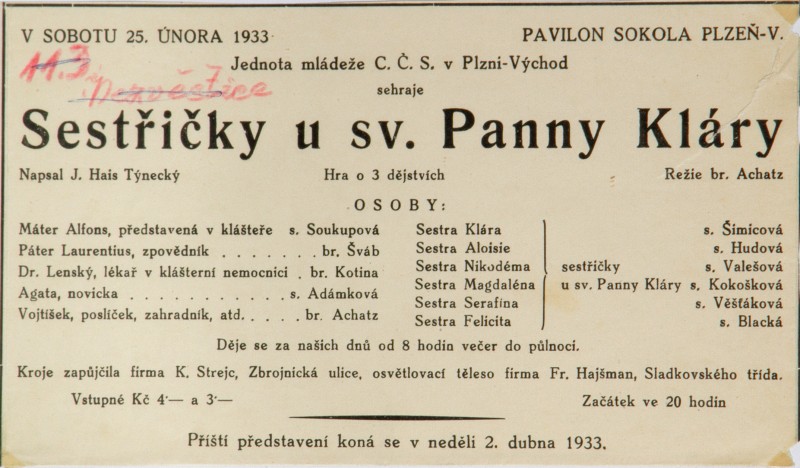 V SOBOTU 25. ÚNORA 1933 PAVILON SOKOLA PLZEŇ-V.
11.3
Nezvěstice
Jednota mládeže C. Č. S. v Plzni-Východ
sehraje
Sestřičky u sv. Panny Kláry
Napsal J. Hais Týnecký Hra o 3 dějstvích Režie br. Achatz
OSOBY:
Máter Alfons, představená v klášteře s. Soukupová
Páter Laurentius, zpovědník . . . . . . . br. Šváb
Dr. Lenský, lékař v klášterní nemocnici . br. Kotina
Agata, novicka . . . . . . . . . . . s. Adámková
Vojtíšek, poslíček, zahradník, atd. . . . . br. Achatz
Sestra Klára s. Šimicová
Sestra Aloisie s. Hudová
Sestra Nikodéma sestřičky s. Valešová
Sestra Magdaléna u sv. Panny Kláry s. Kokošková
Sestra Serafína s. Věšťáková
Sestra Felicita s. Blacká
Děje se za našich dnů od 8 hodin večer do půlnoci.
Kroje zapůjčila firma K. Strejc, Zbrojnická ulice, osvětlovací těleso firma Fr. Hajšman, Sladkovského třída.
Vstupné Kč 4·— a 3·— Začátek ve 20 hodin
Příští představení koná se v neděli 2. dubna 1933.